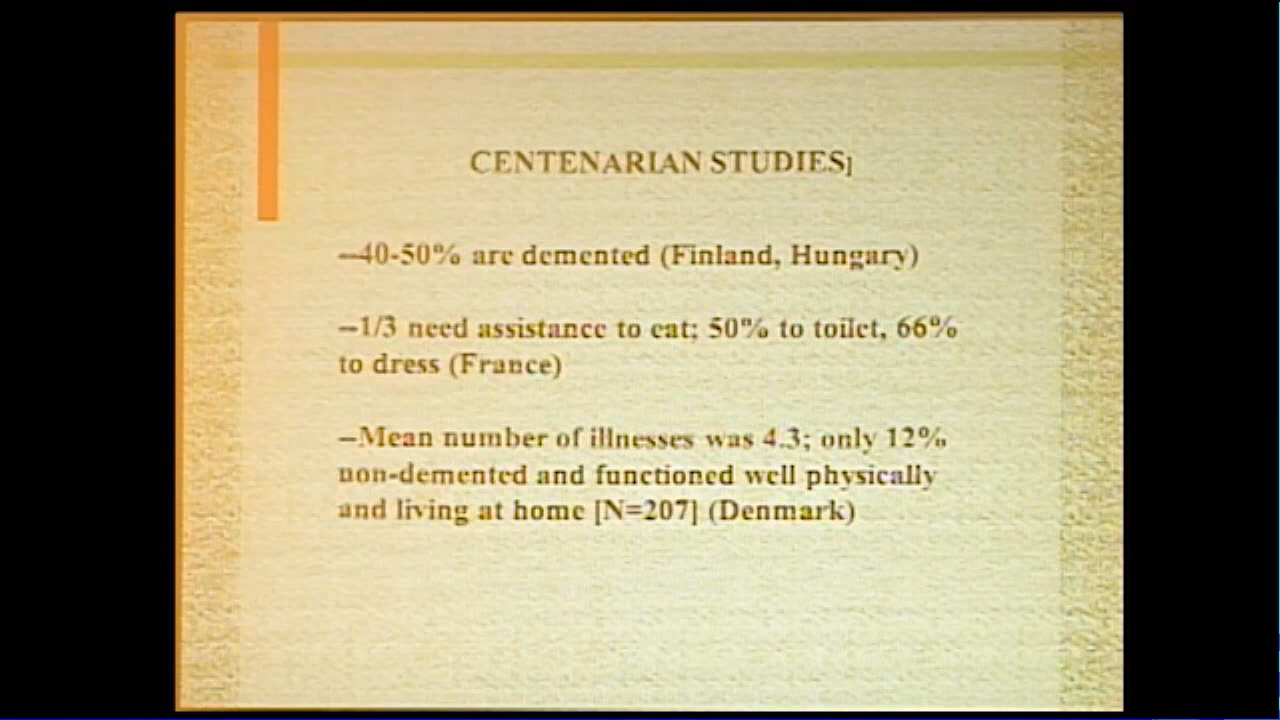 CENTENARIAN STUDIES]
–40-50% are demented (Finland, Hungary)
–1/3 need assistance to eat; 50% to toilet, 66%
to dress (France)
–Mean number of illnesses was 4.3; only 12%
non-demented and functioned well physically
and living at home [N=207] (Denmark)